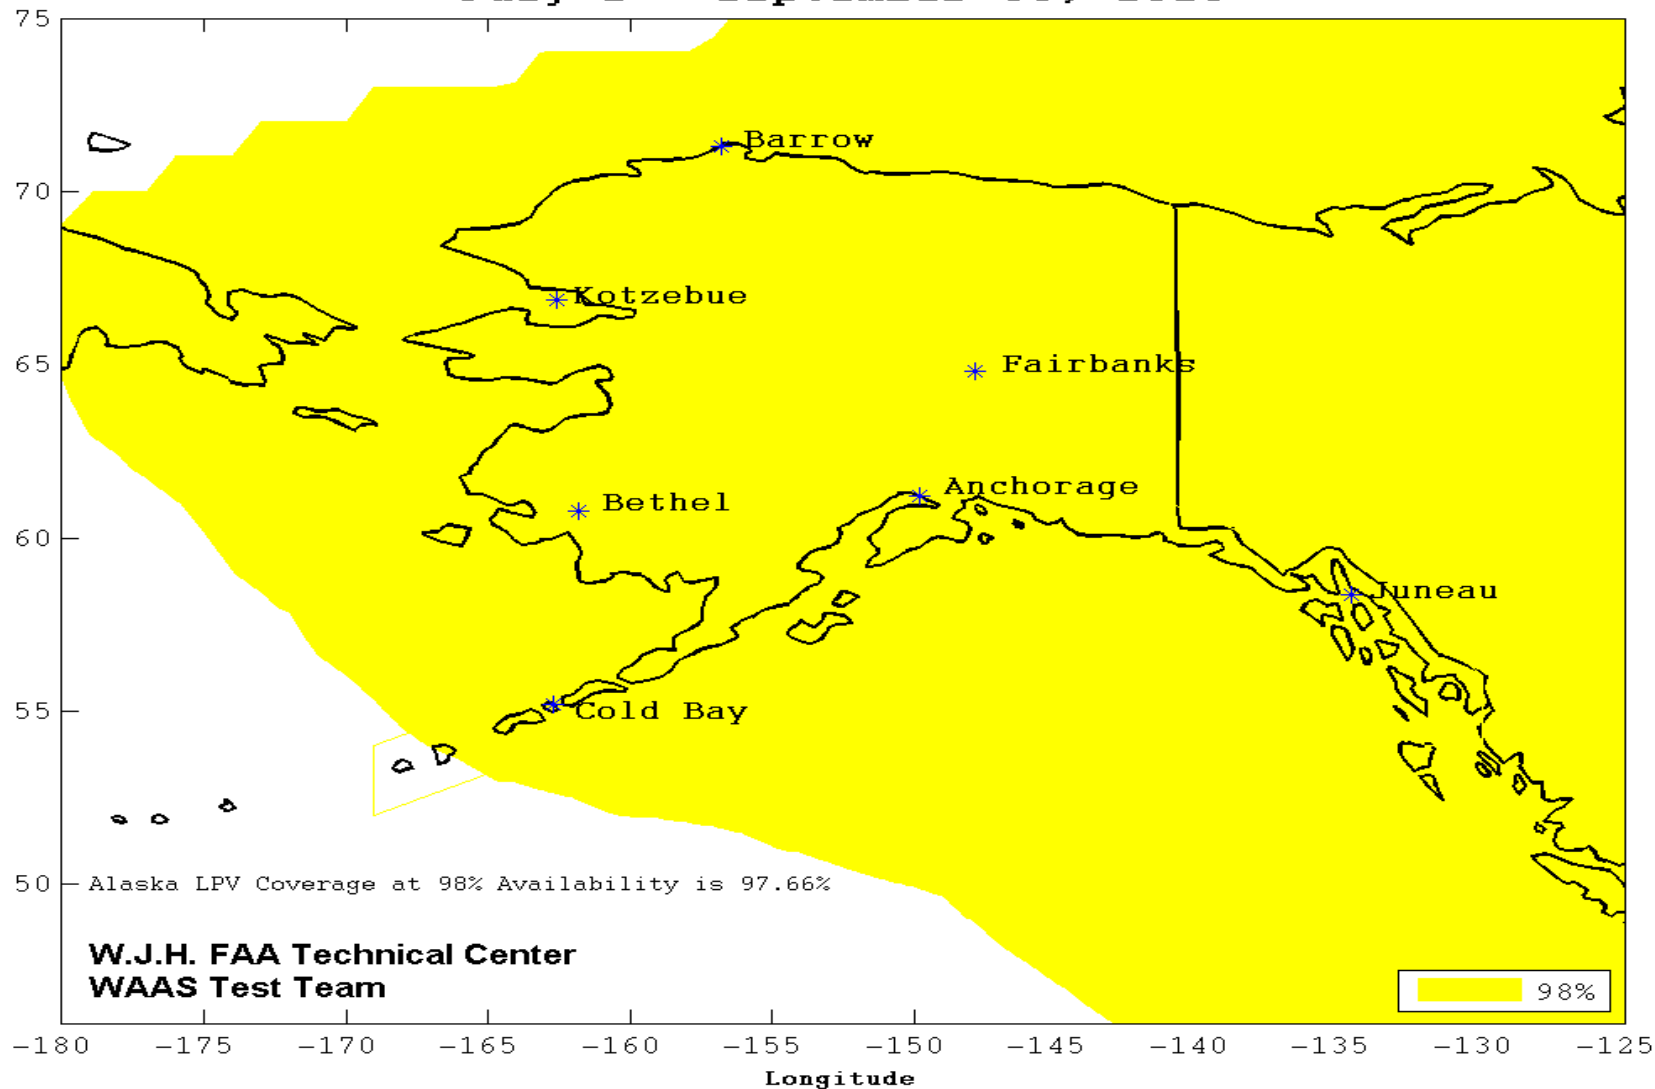 75
Barrow
70
Kotzebue
65
Fairbanks
Anchorage
Bethel
60
Juneau
55
Cold Bay
50
Alaska LPV Coverage at 98% Availability is 97.66%
W.J.H. FAA Technical Center
WAAS Test Team
98%
-180 -175 -170 -165 -160 -155 -150 -145 -140 -135 -130 -125
Longitude